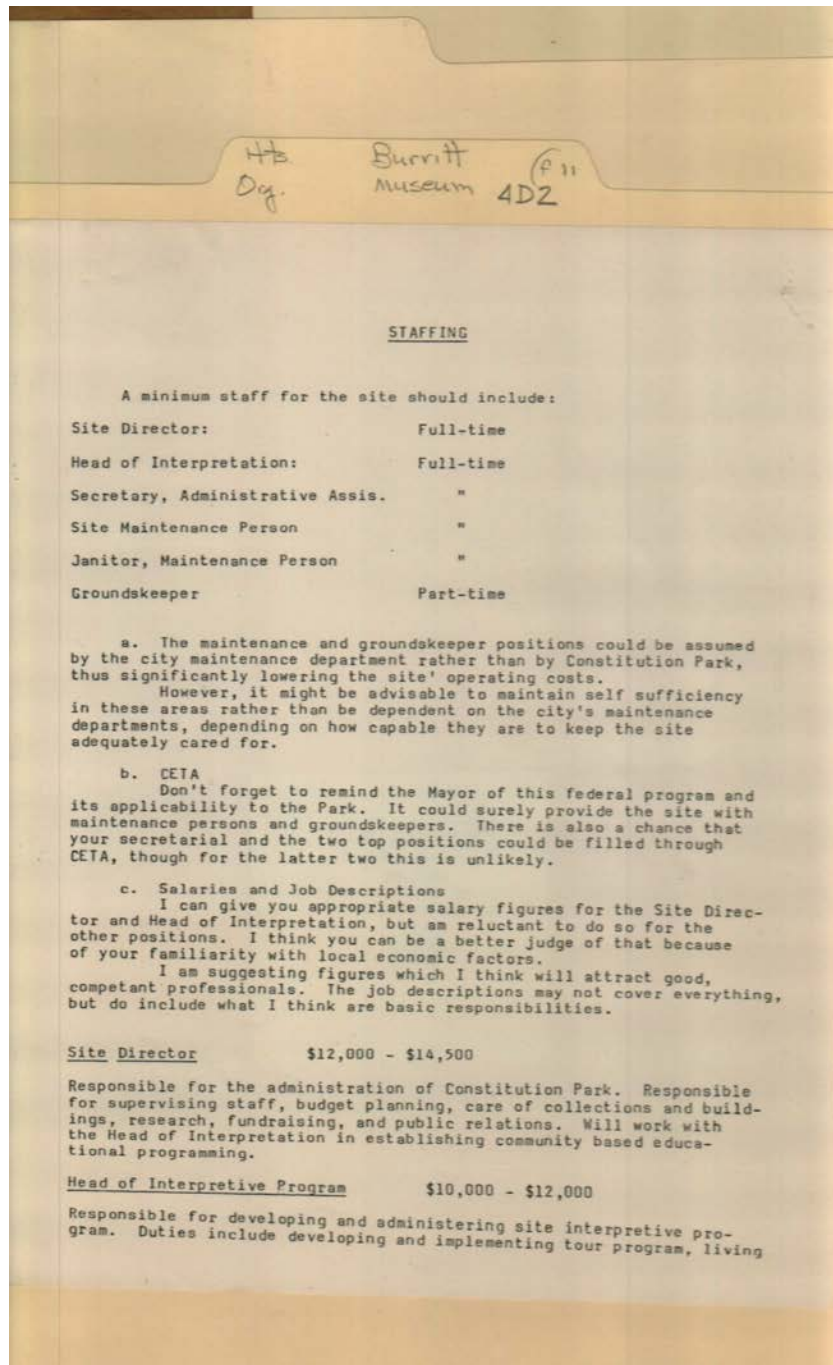 Hts. Burritt f 11
Og. Museum 4D2
STAFFING
A minimum staff for the site should include:
Site Director: Full-time
Head of Interpretation: Full-time
Secretary, Administrative Assis. "
Site Maintenance Person "
Janitor, Maintenance Person "
Groundskeeper Part-time
a. The maintenance and groundskeeper positions could be assumed
by the city maintenance department rather than by Constitution Park,
thus significantly lowering the site' operating costs.
However, it might be advisable to maintain self sufficiency
in these areas rather than be dependent on the city's maintenance
departments, depending on how capable they are to keep the site
adequately cared for.
b. CETA
Don't forget to remind the Mayor of this federal program and
its applicability to the Park. It could surely provide the site with
maintenance persons and groundskeepers. There is also a chance that
your secretarial and the two top positions could be filled through
CETA, though for the latter two this is unlikely.
c. Salaries and Job Descriptions
I can give you appropriate salary figures for the Site Direc-
tor and Head of Interpretation, but am reluctant to do so for the
other positions. I think you can be a better judge of that because
of your familiarity with local economic factors.
I am suggesting figures which I think will attract good,
competant professionals. The job descriptions may not cover everything,
but do include what I think are basic responsibilities.
Site Director $12,000 - $14,500
Responsible for the administration of Constitution Park. Responsible
for supervising staff, budget planning, care of collections and build-
ings, research, fundraising, and public relations. Will work with
the Head of Interpretation in establishing community based educa-
tional programming.
Head of Interpretive Program $10,000 - $12,000
Responsible for developing and administering site interpretive pro-
gram. Duties include developing and implementing tour program, living